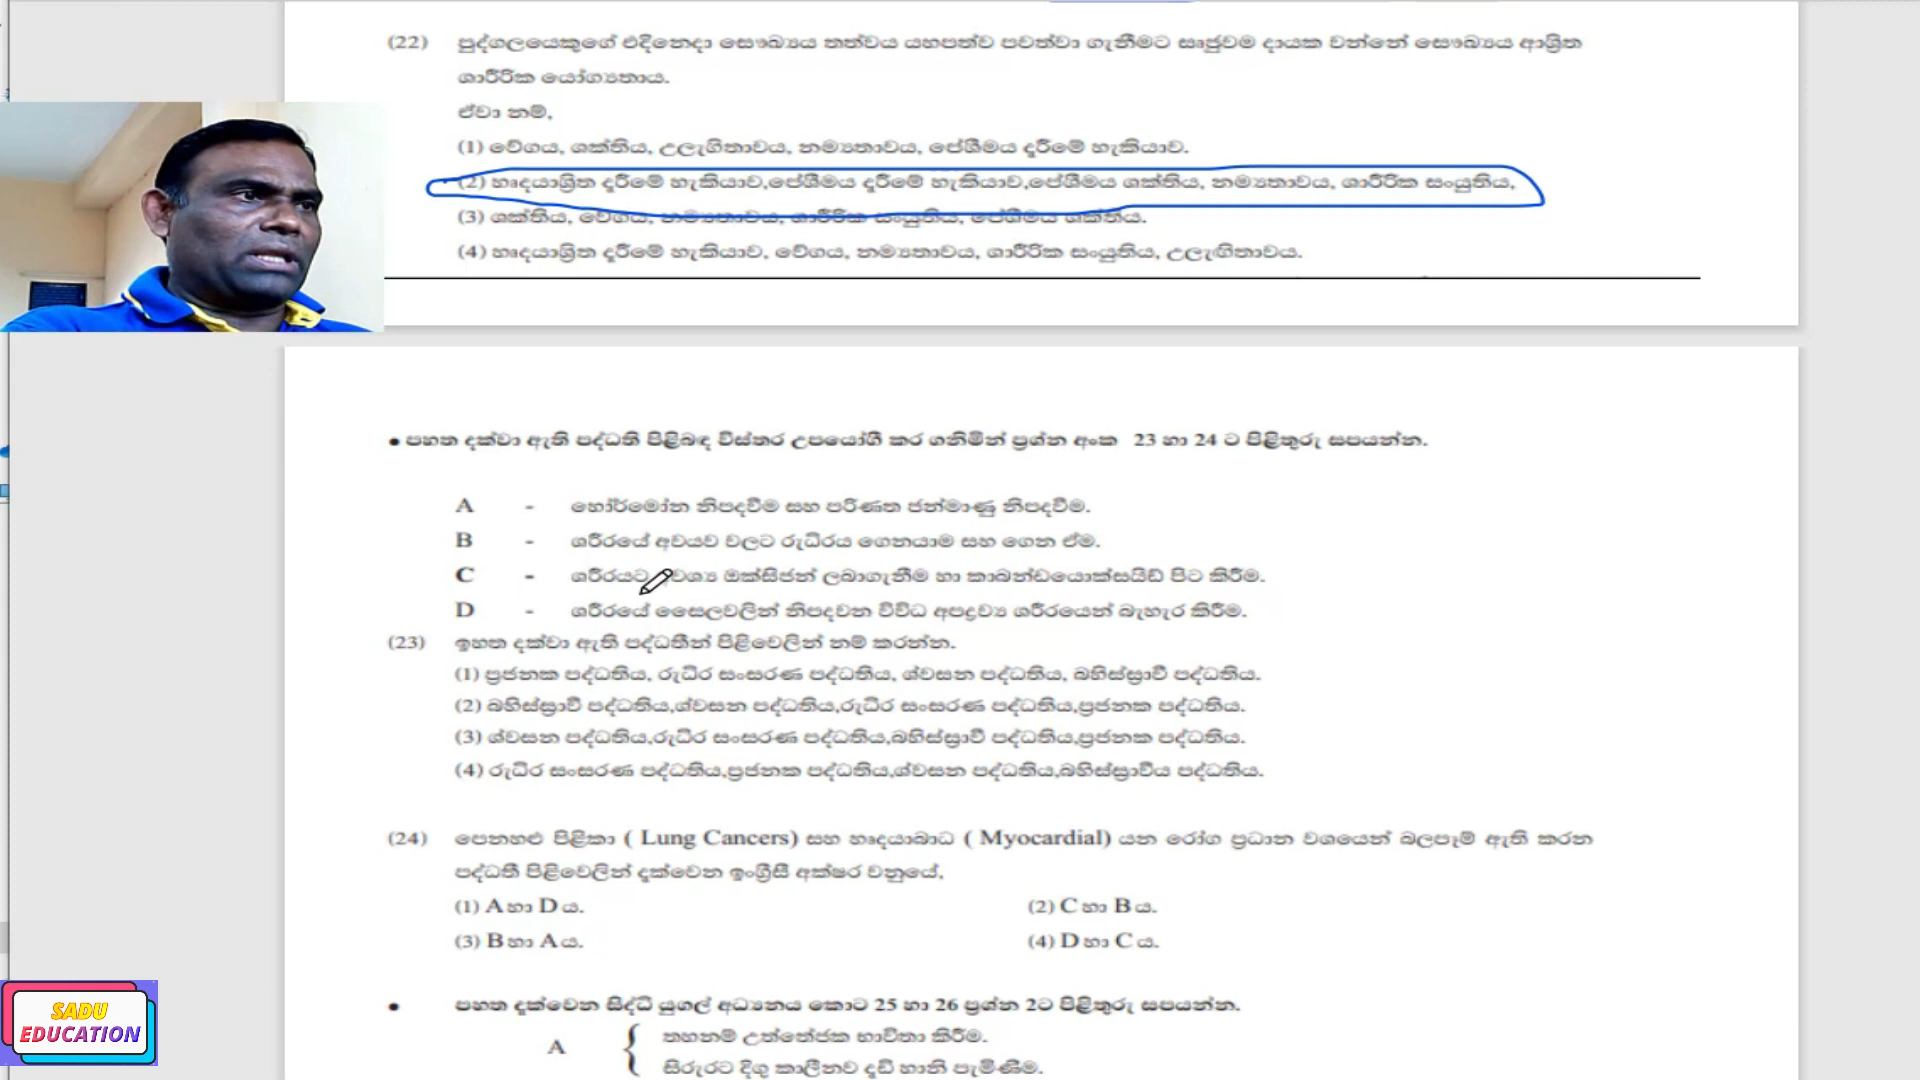 (22) පුද්ගලයෙකුගේ එදිනෙදා සෞඛ්‍යය තත්වය යහපත්ව පවත්වා ගැනීමට සෘජුවම දායක වන්නේ සෞඛ්‍යය ආශ්‍රිත
ශාරීරික යෝග්‍යතාය.
ඒවා නම්,
(1) වේගය, ශක්තිය, උලැගිතාවය, නම්‍යතාවය, පේශීමය දැරීමේ හැකියාව.
(2) හෘදයාශ්‍රිත දැරීමේ හැකියාව,පේශීමය දැරීමේ හැකියාව,පේශීමය ශක්තිය, නම්‍යතාවය, ශාරීරික සංයුතිය,
(3) ශක්තිය, වේගය, නම්‍යතාවය, ශාරීරික සංයුතිය, පේශීමය ශක්තිය.
(4) හෘදයාශ්‍රිත දැරීමේ හැකියාව, වේගය, නම්‍යතාවය, ශාරීරික සංයුතිය, උලැඟිතාවය.
● පහත දක්වා ඇති පද්ධති පිළිබඳ විස්තර උපයෝගී කර ගනිමින් ප්‍රශ්න අංක 23 හා 24 ට පිළිතුරු සපයන්න.
A - හෝර්මෝන නිපදවීම සහ පරිණත ජන්මාණු නිපදවීම.
B - ශරීරයේ අවයව වලට රුධිරය ගෙනයාම සහ ගෙන ඒම.
C - ශරීරයට අවශ්‍ය ඔක්සිජන් ලබාගැනීම හා කාබන්ඩයොක්සයිඩ් පිට කිරීම.
D - ශරීරයේ සෛලවලින් නිපදවන විවිධ අපද්‍රව්‍ය ශරීරයෙන් බැහැර කිරීම.
(23) ඉහත දක්වා ඇති පද්ධතීන් පිළිවෙලින් නම් කරන්න.
(1) ප්‍රජනක පද්ධතිය, රුධිර සංසරණ පද්ධතිය, ශ්වසන පද්ධතිය, බහිස්ස්‍රාවී පද්ධතිය.
(2) බහිස්ස්‍රාවී පද්ධතිය,ශ්වසන පද්ධතිය,රුධිර සංසරණ පද්ධතිය,ප්‍රජනක පද්ධතිය.
(3) ශ්වසන පද්ධතිය,රුධිර සංසරණ පද්ධතිය,බහිස්ස්‍රාවී පද්ධතිය,ප්‍රජනක පද්ධතිය.
(4) රුධිර සංසරණ පද්ධතිය,ප්‍රජනක පද්ධතිය,ශ්වසන පද්ධතිය,බහිස්ස්‍රාවීය පද්ධතිය.
(24) පෙනහළු පිළිකා ( Lung Cancers) සහ හෘදයාබාධ ( Myocardial) යන රෝග ප්‍රධාන වශයෙන් බලපෑම් ඇති කරන
පද්ධතී පිළිවෙලින් දැක්වෙන ඉංග්‍රීසී අක්ෂර වනුයේ,
(1) A හා D ය. (2) C හා B ය.
(3) B හා A ය. (4) D හා C ය.
● පහත දැක්වෙන සිද්ධි යුගල් අධ්‍යනය කොට 25 හා 26 ප්‍රශ්න 2ට පිළිතුරු සපයන්න.
A { තහනම් උත්තේජක භාවිතා කිරීම.
සිරුරට දිගු කාලීනව දැඩි හානි පැමිණීම.
SADU
EDUCATION